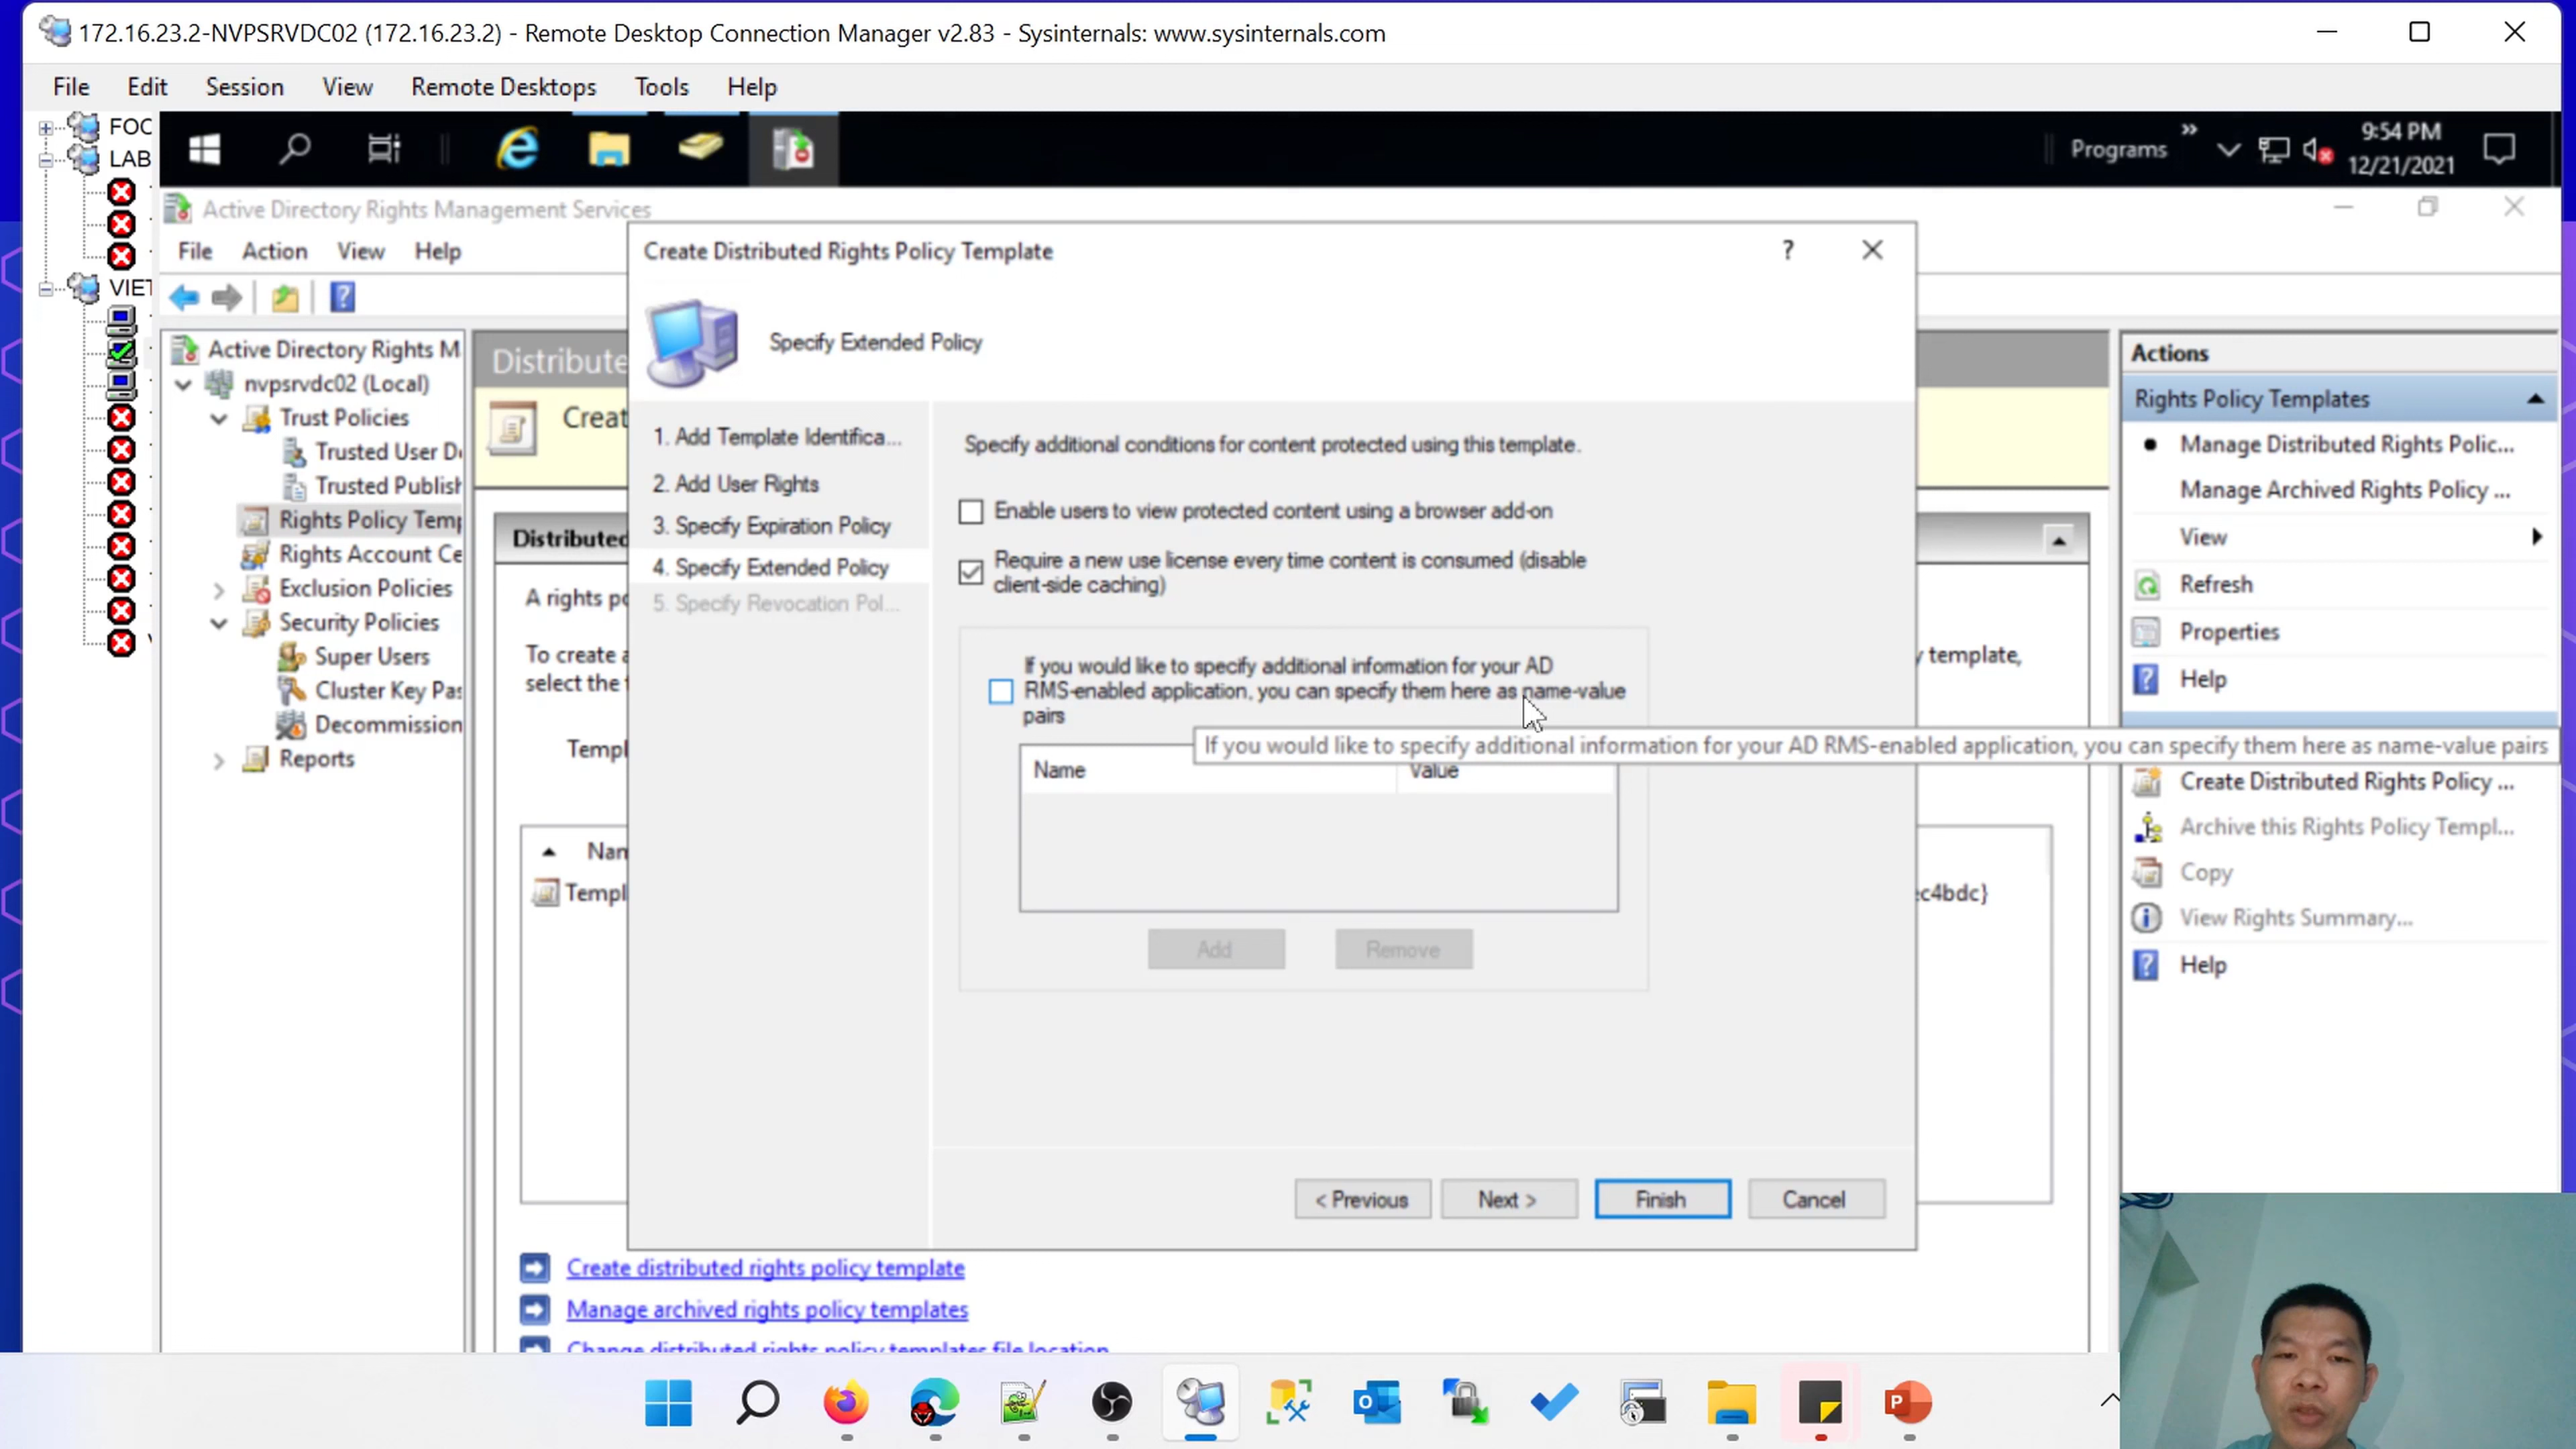 172.16.23.2-NVPSRVDC02 (172.16.23.2) - Remote Desktop Connection Manager v2.83 - Sysinternals: www.sysinternals.com
File Edit Session View Remote Desktops Tools Help
FOC
LAB
VIET
Programs
9:54 PM
12/21/2021
Active Directory Rights Management Services
File Action View Help
Active Directory Rights M
nvpsrvdc02 (Local)
Trust Policies
Trusted User D
Trusted Publish
Rights Policy Temp
Rights Account Ce
Exclusion Policies
Security Policies
Super Users
Cluster Key Pas
Decommission
Reports
Distribute
Creat
Distributed
A rights po
To create a
select the
Templ
Nam
Templ
y template,
c4bdc}
Create distributed rights policy template
Manage archived rights policy templates
Change distributed rights policy templates file location
Create Distributed Rights Policy Template
?
Specify Extended Policy
1. Add Template Identifica...
2. Add User Rights
3. Specify Expiration Policy
4. Specify Extended Policy
5. Specify Revocation Pol...
Specify additional conditions for content protected using this template.
Enable users to view protected content using a browser add-on
Require a new use license every time content is consumed (disable
client-side caching)
If you would like to specify additional information for your AD
RMS-enabled application, you can specify them here as name-value
pairs
If you would like to specify additional information for your AD RMS-enabled application, you can specify them here as name-value pairs
Name Value
Add Remove
< Previous Next > Finish Cancel
Actions
Rights Policy Templates
Manage Distributed Rights Polic...
Manage Archived Rights Policy ...
View
Refresh
Properties
Help
Create Distributed Rights Policy ...
Archive this Rights Policy Templ...
Copy
View Rights Summary...
Help